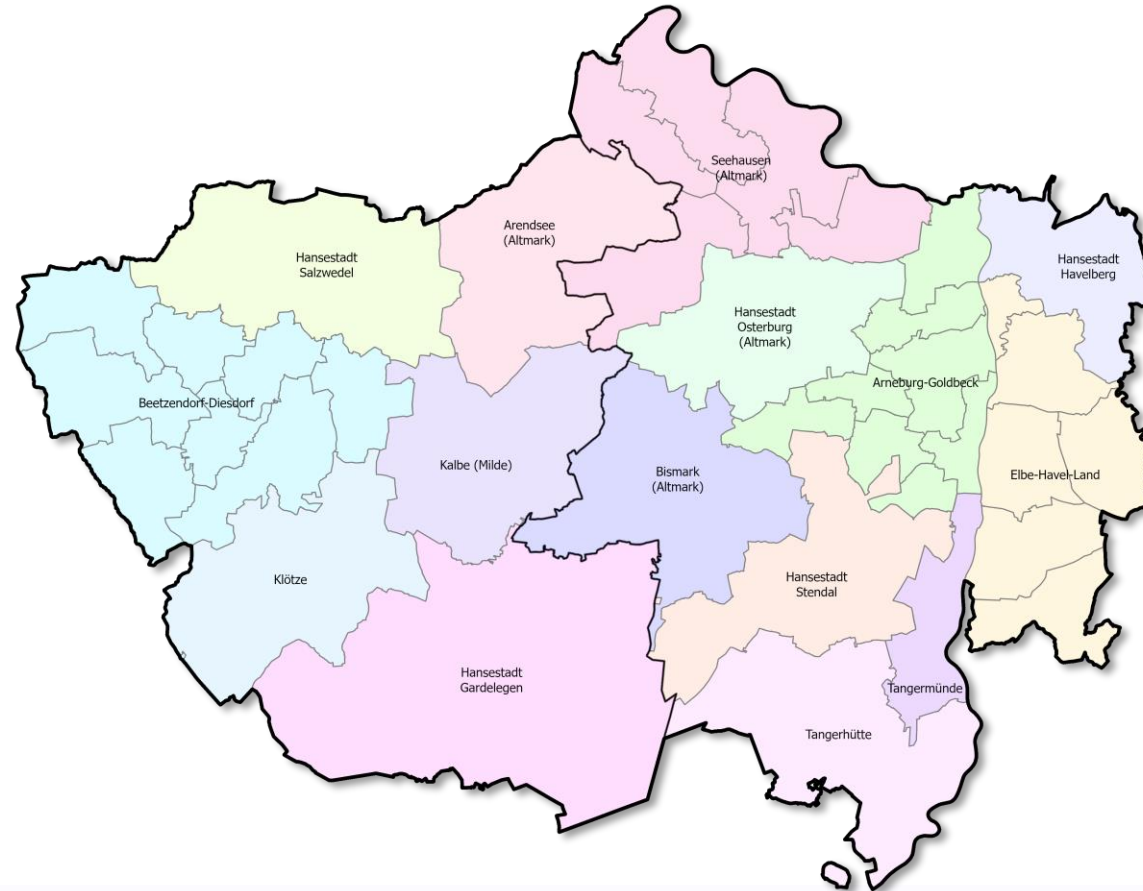 Seehausen
(Altmark)
Arendsee
(Altmark)
Hansestadt
Salzwedel
Hansestadt
Havelberg
Hansestadt
Osterburg
(Altmark)
Beetzendorf-Diesdorf
Arneburg-Goldbeck
Kalbe (Milde)
Bismark
(Altmark)
Elbe-Havel-Land
Klötze
Hansestadt
Stendal
Hansestadt
Gardelegen
Tangermünde
Tangerhütte